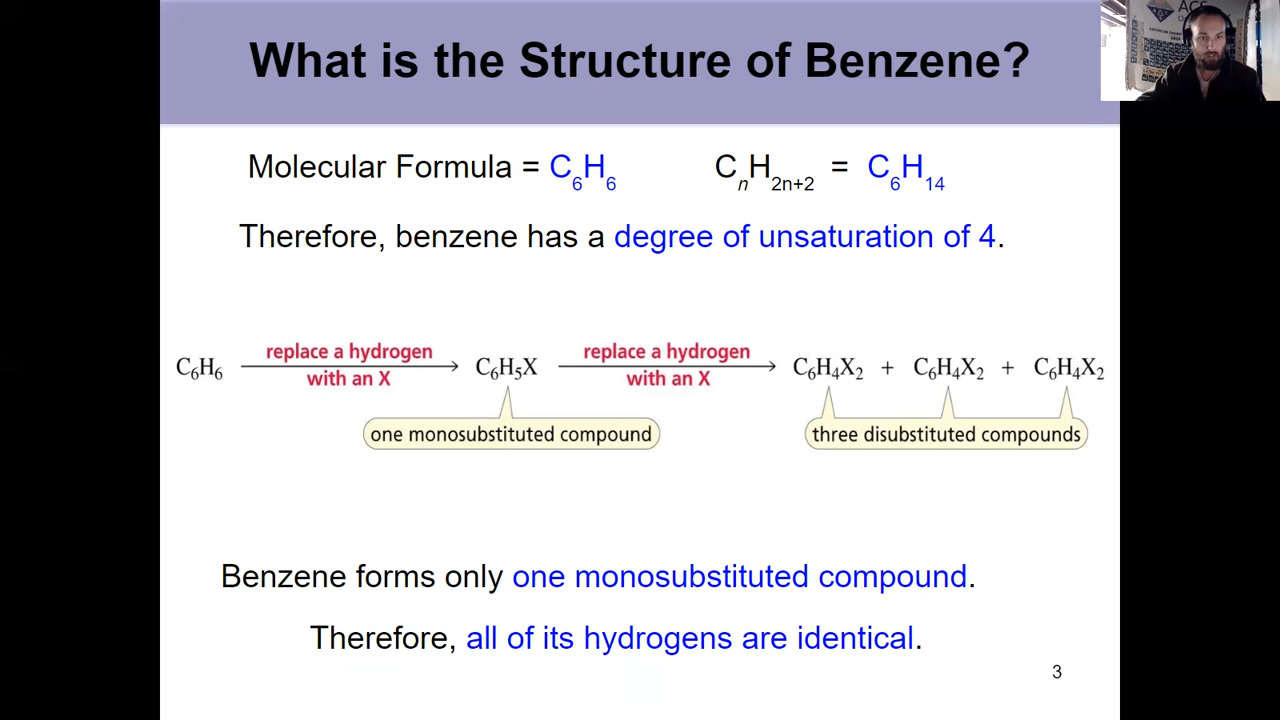 What is the Structure of Benzene?
ACS
Molecular Formula = C6H6 CnH2n+2 = C6H14
Therefore, benzene has a degree of unsaturation of 4.
replace a hydrogen replace a hydrogen
C6H6 C6H5X C6H4X2 + C6H4X2 + C6H4X2
with an X with an X
one monosubstituted compound three disubstituted compounds
Benzene forms only one monosubstituted compound.
Therefore, all of its hydrogens are identical.
3